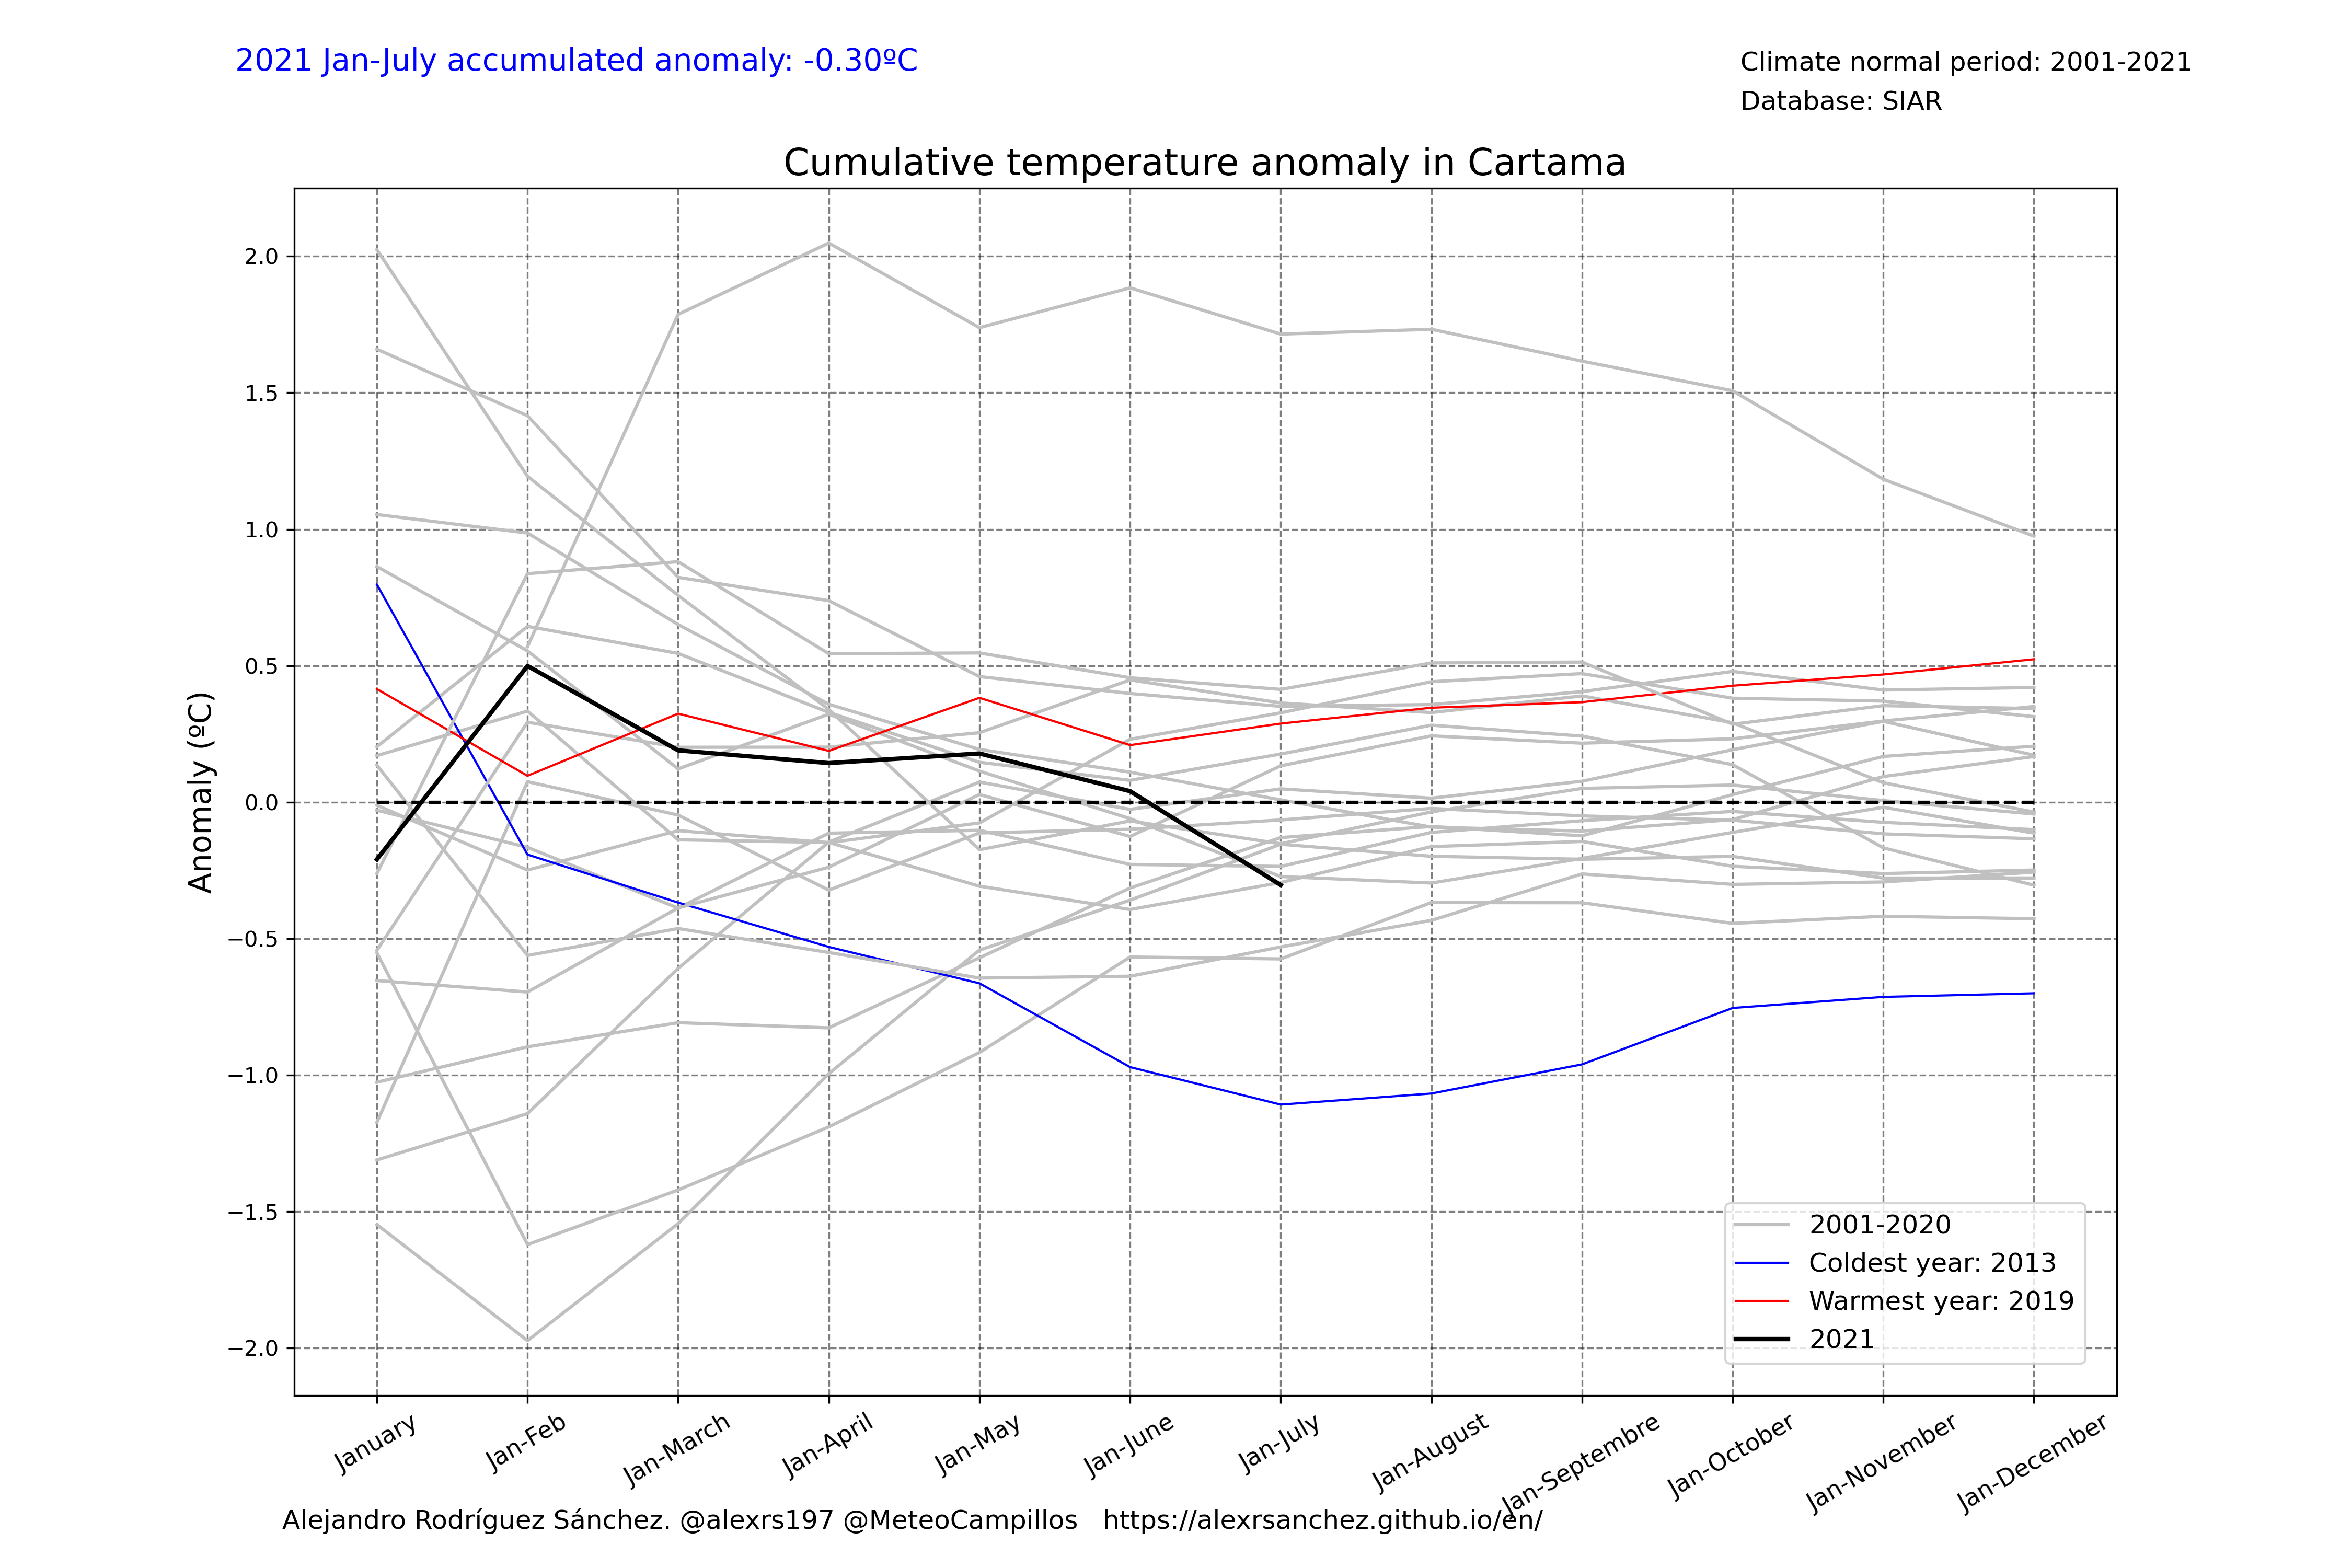 2021 Jan-July accumulated anomaly: -0.30ºC
Climate normal period: 2001-2021
Database: SIAR
Cumulative temperature anomaly in Cartama
Anomaly (ºC)
2.0
1.5
1.0
0.5
0.0
−0.5
−1.0
−1.5
−2.0
2001-2020
Coldest year: 2013
Warmest year: 2019
2021
January
Jan-Feb
Jan-March
Jan-April
Jan-May
Jan-June
Jan-July
Jan-August
Jan-Septembre
Jan-October
Jan-November
Jan-December
Alejandro Rodríguez Sánchez. @alexrs197 @MeteoCampillos   https://alexrsanchez.github.io/en/